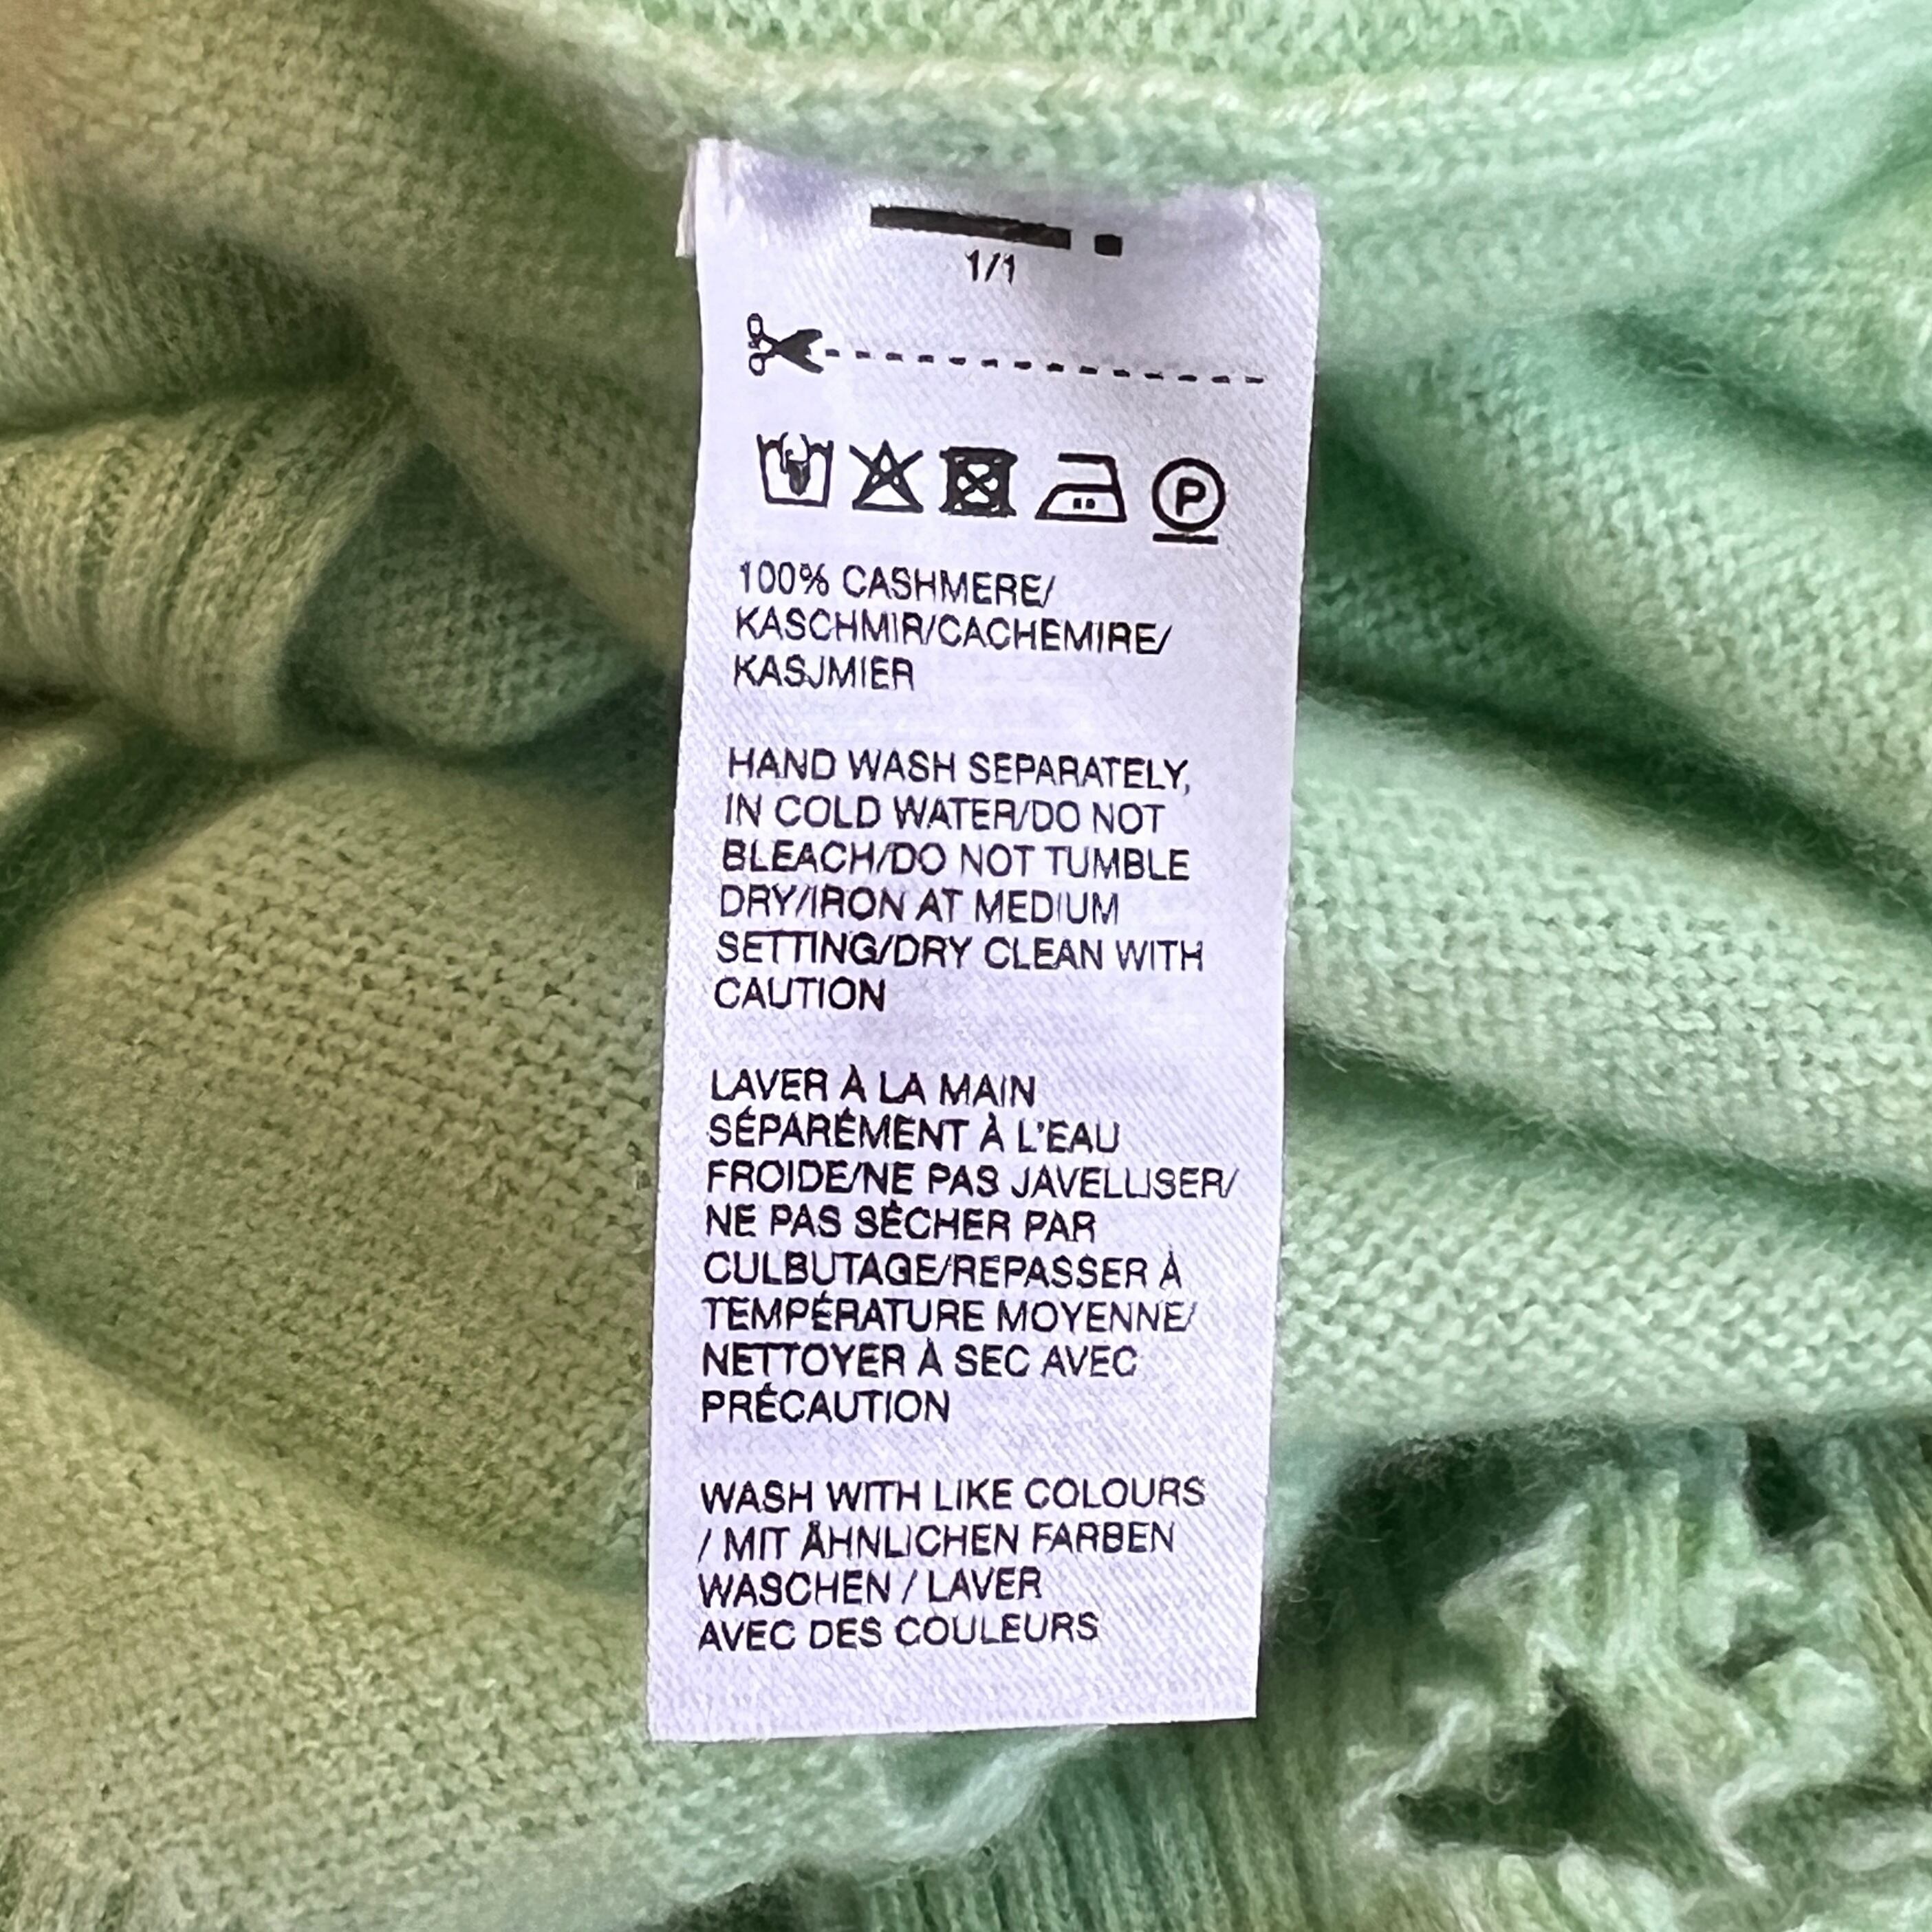 1/1
P
100% CASHMERE/
KASCHMIR/CACHEMIRE/
KASJMIER
HAND WASH SEPARATELY,
IN COLD WATER/DO NOT
BLEACH/DO NOT TUMBLE
DRY/IRON AT MEDIUM
SETTING/DRY CLEAN WITH
CAUTION
LAVER À LA MAIN
SÉPARÉMENT À L'EAU
FROIDE/NE PAS JAVELLISER/
NE PAS SÉCHER PAR
CULBUTAGE/REPASSER À
TEMPÉRATURE MOYENNE/
NETTOYER À SEC AVEC
PRÉCAUTION
WASH WITH LIKE COLOURS
/ MIT ÄHNLICHEN FARBEN
WASCHEN / LAVER
AVEC DES COULEURS